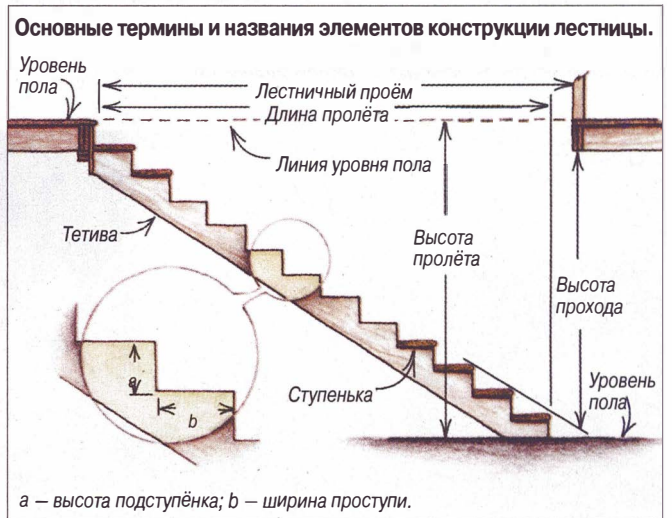 Основные термины и названия элементов конструкции лестницы.
Уровень
пола
Лестничный проём
Длина пролёта
Линия уровня пола
Тетива
Высота
пролёта
Высота
прохода
a
b
Ступенька
Уровень
пола
a – высота подступёнка; b – ширина проступи.